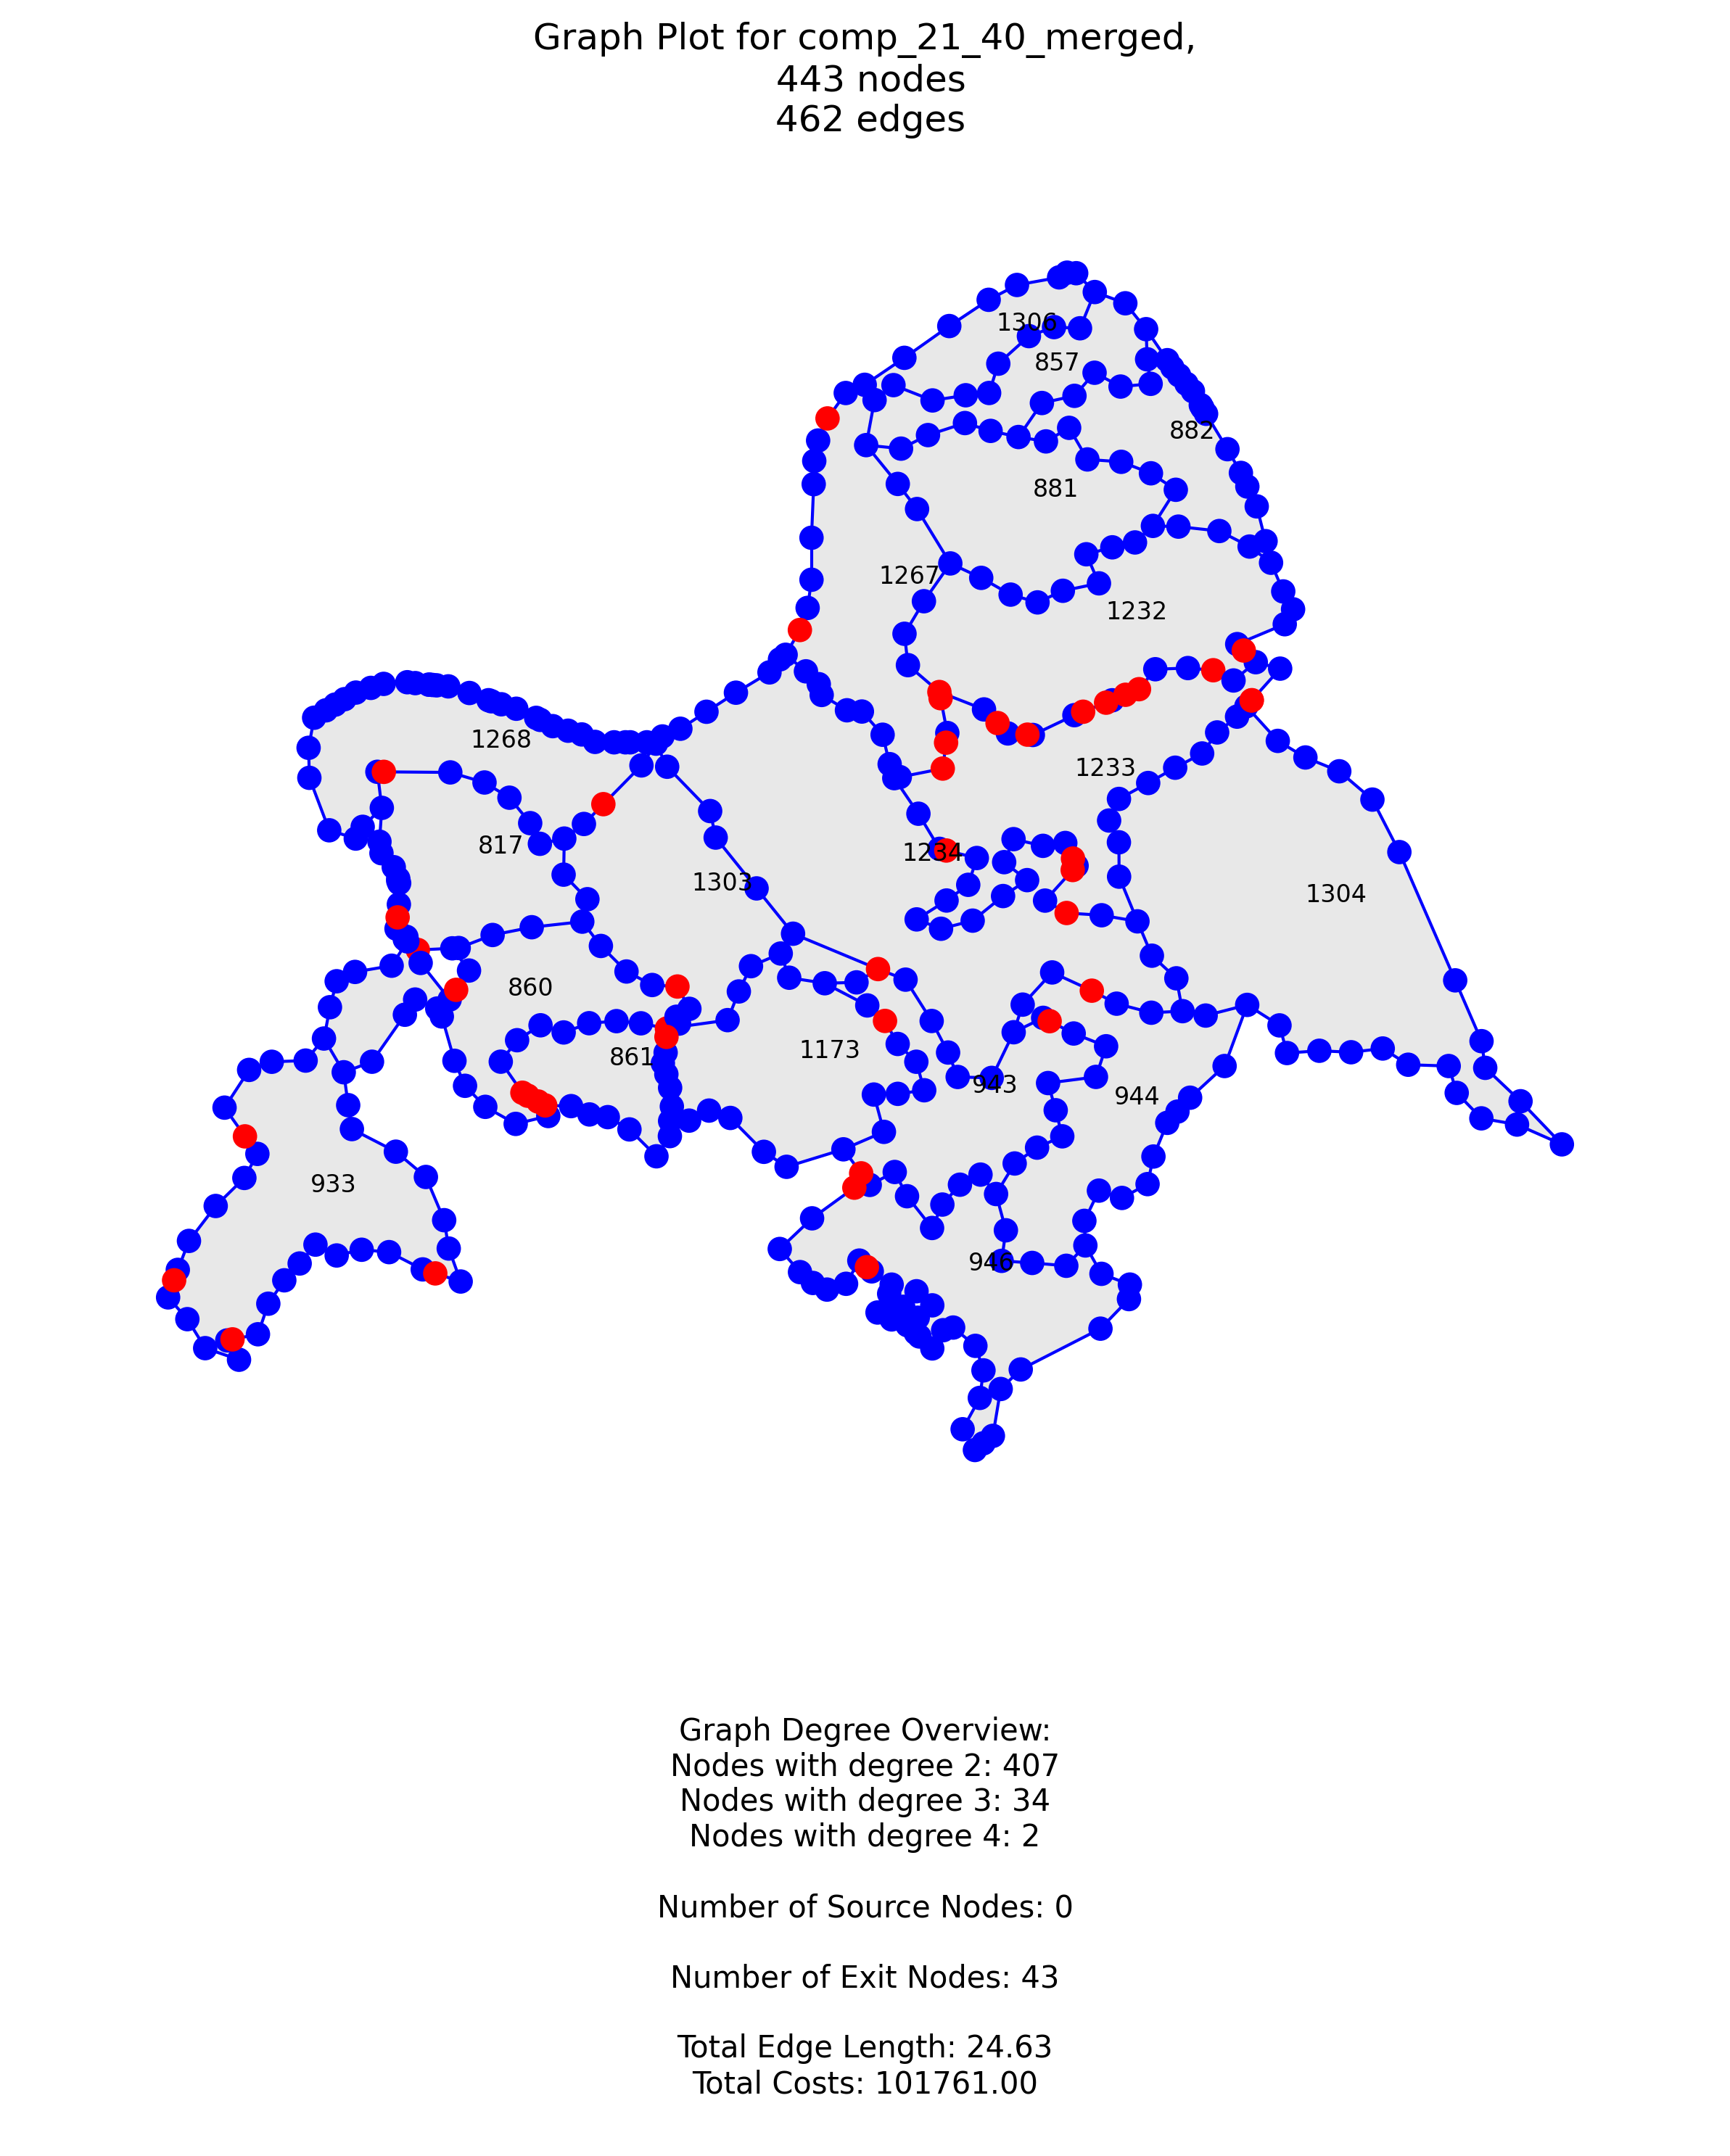 Graph Plot for comp_21_40_merged,
443 nodes
462 edges
1306
857
882
881
1267
1232
1268
1233
817
1234
1303
1304
860
861
1173
943
944
933
946
Graph Degree Overview:
Nodes with degree 2: 407
Nodes with degree 3: 34
Nodes with degree 4: 2
Number of Source Nodes: 0
Number of Exit Nodes: 43
Total Edge Length: 24.63
Total Costs: 101761.00